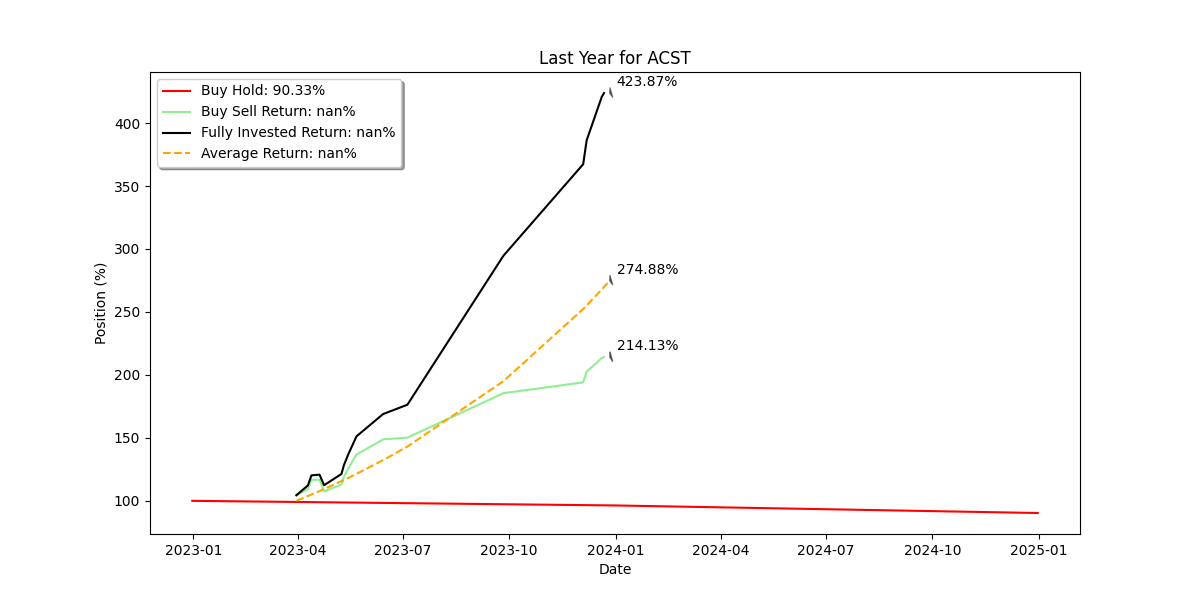 Last Year for ACST
Buy Hold: 90.33%
Buy Sell Return: nan%
Fully Invested Return: nan%
Average Return: nan%
423.87%
274.88%
214.13%
400
350
300
250
200
150
100
Position (%)
2023-01 2023-04 2023-07 2023-10 2024-01 2024-04 2024-07 2024-10 2025-01
Date